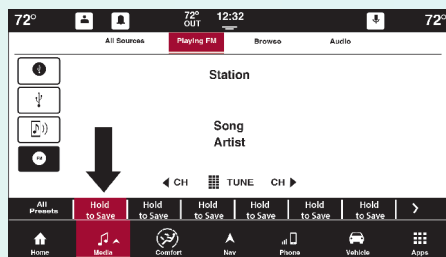 72° 72° 12:32 72°
OUT
All Sources Playing FM Browse Audio
Station
Song
Artist
CH TUNE CH
All
Presets
Hold
to Save
Hold
to Save
Hold
to Save
Hold
to Save
Hold
to Save
Hold
to Save
Home Media Comfort Nav Phone Vehicle Apps